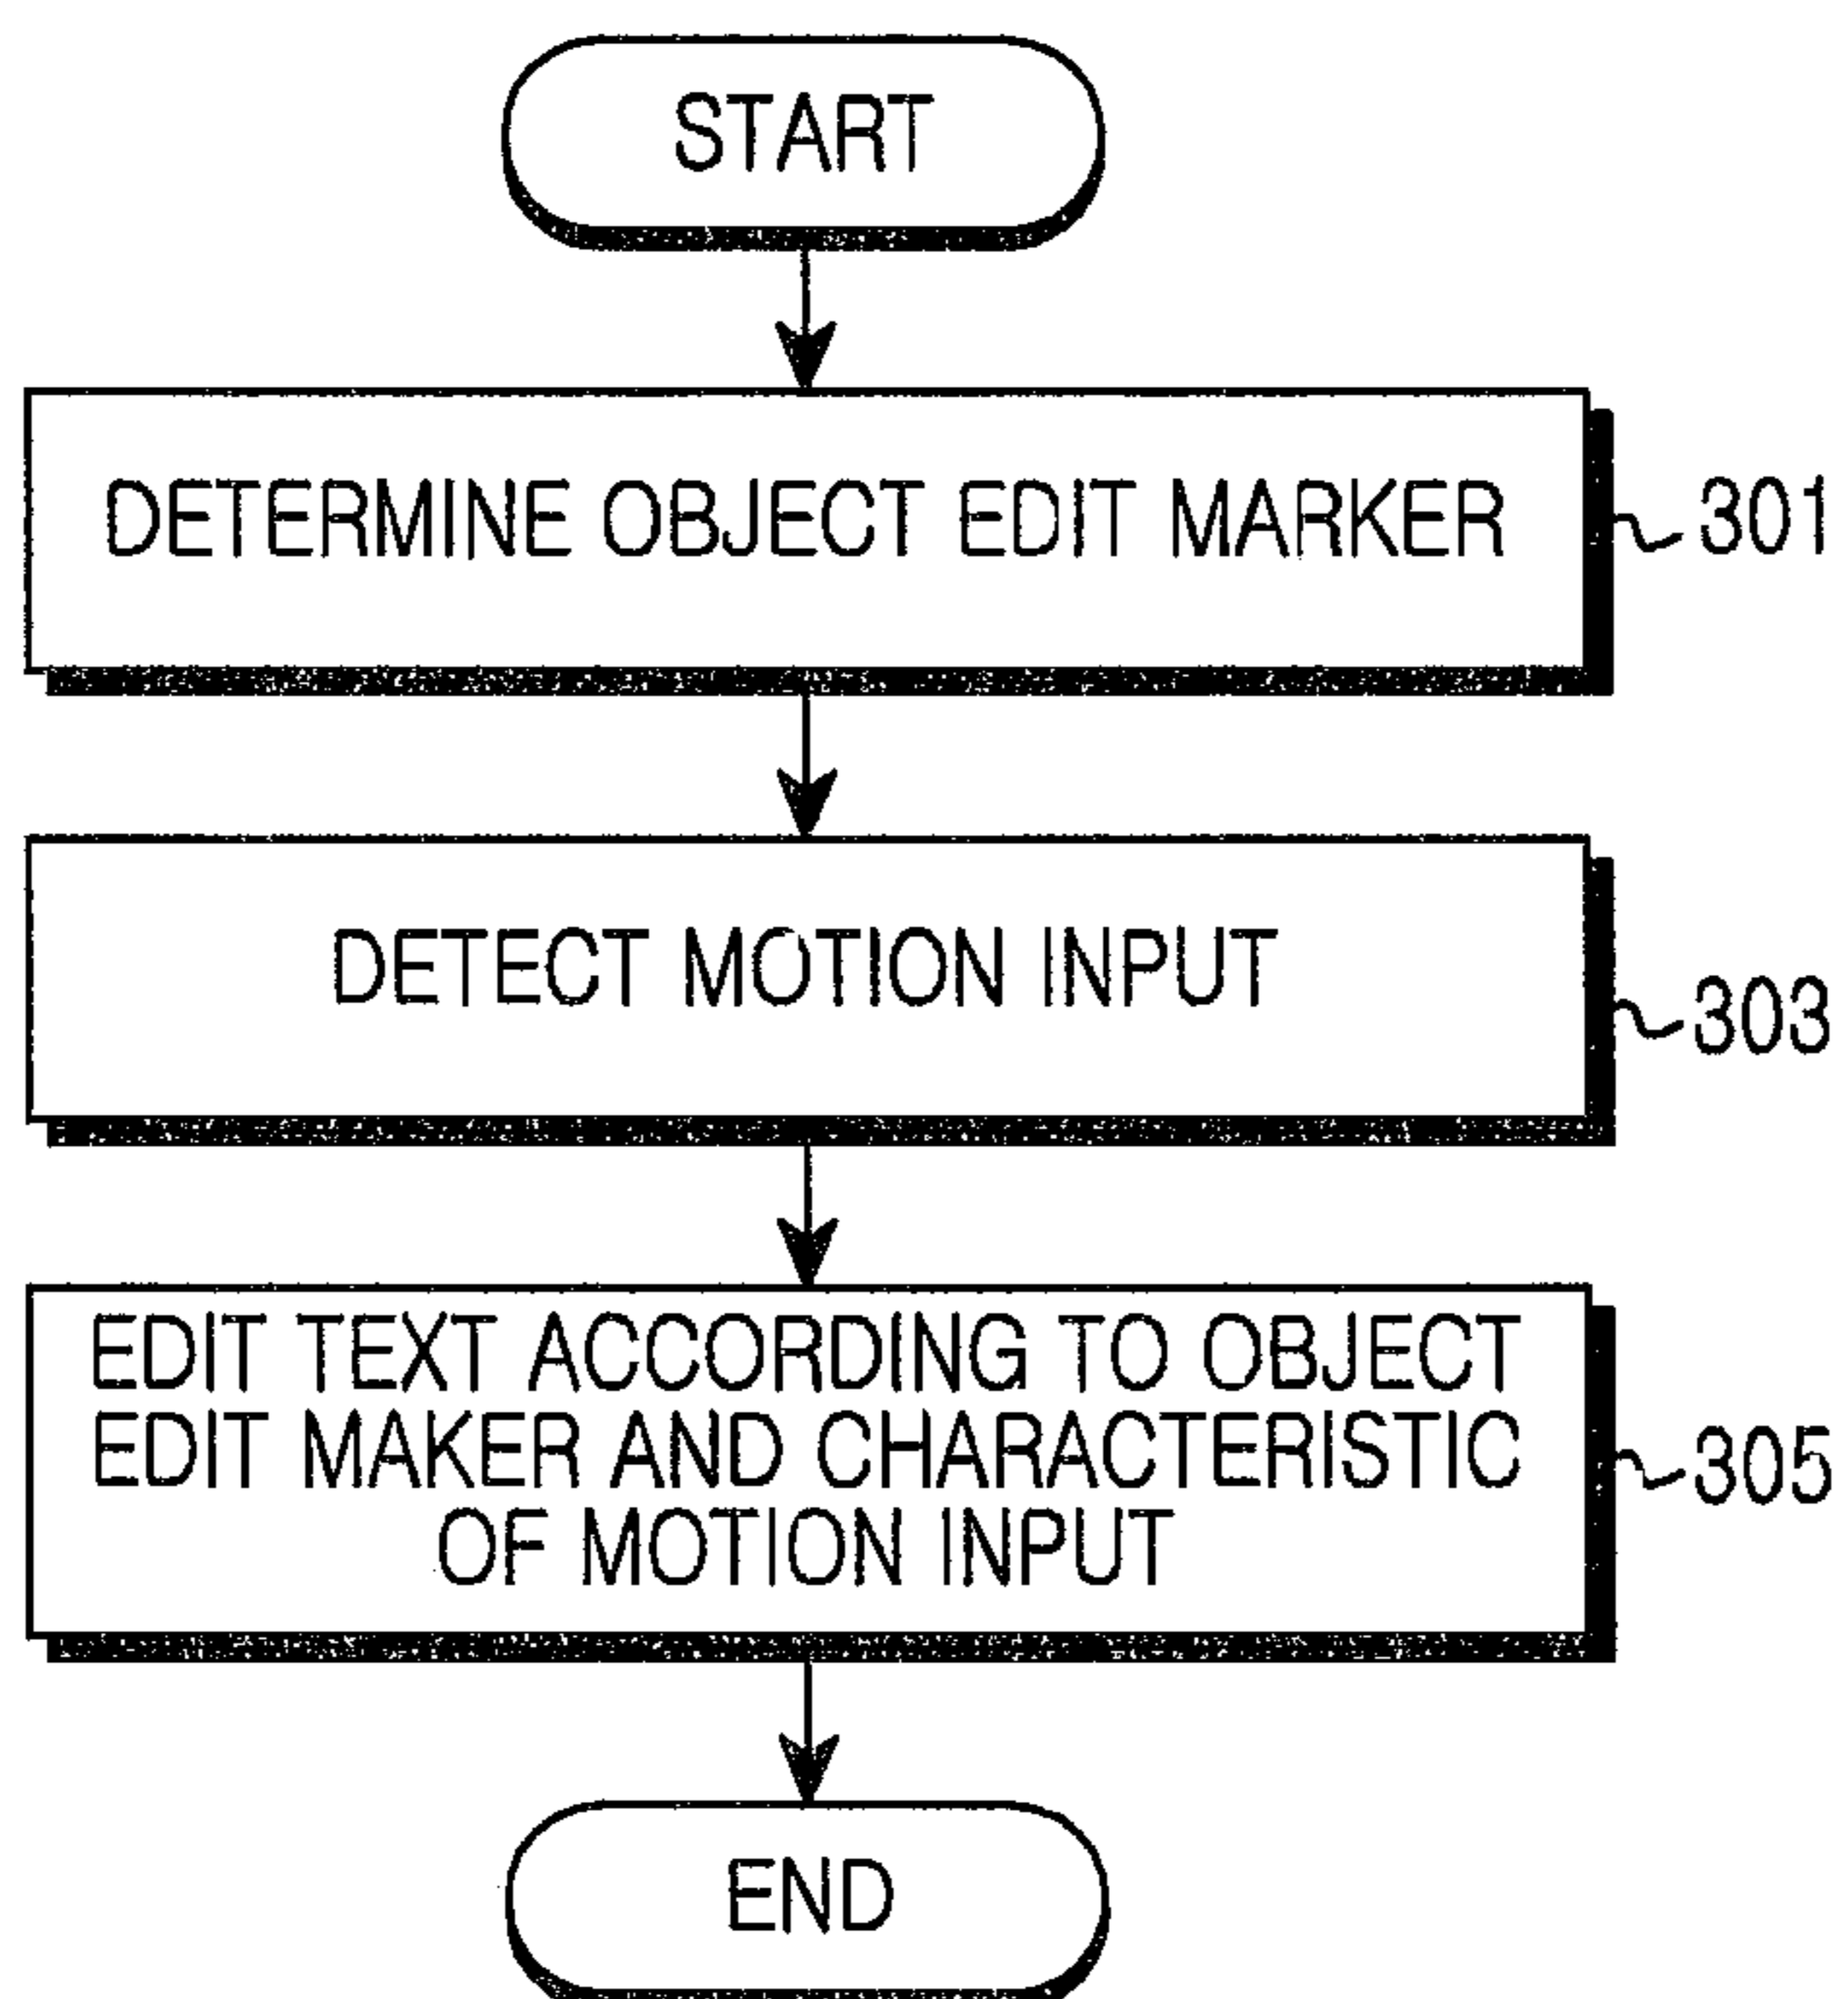 START
DETERMINE OBJECT EDIT MARKER
301
DETECT MOTION INPUT
303
EDIT TEXT ACCORDING TO OBJECT
EDIT MAKER AND CHARACTERISTIC
OF MOTION INPUT
305
END